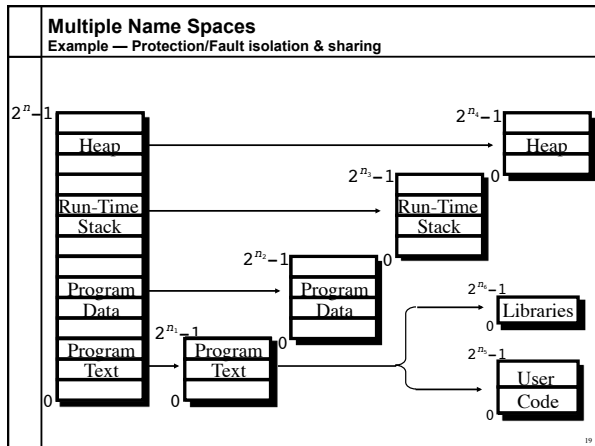 Multiple Name Spaces
Example — Protection/Fault isolation & sharing
2^n-1
Heap
Run-Time
Stack
Program
Data
Program
Text
0
2^n₁-1
Program
Text
0
2^n₂-1
Program
Data
0
2^n₃-1
Run-Time
Stack
0
2^n₄-1
Heap
0
2^n₆-1
Libraries
0
2^n₅-1
User
Code
0
19